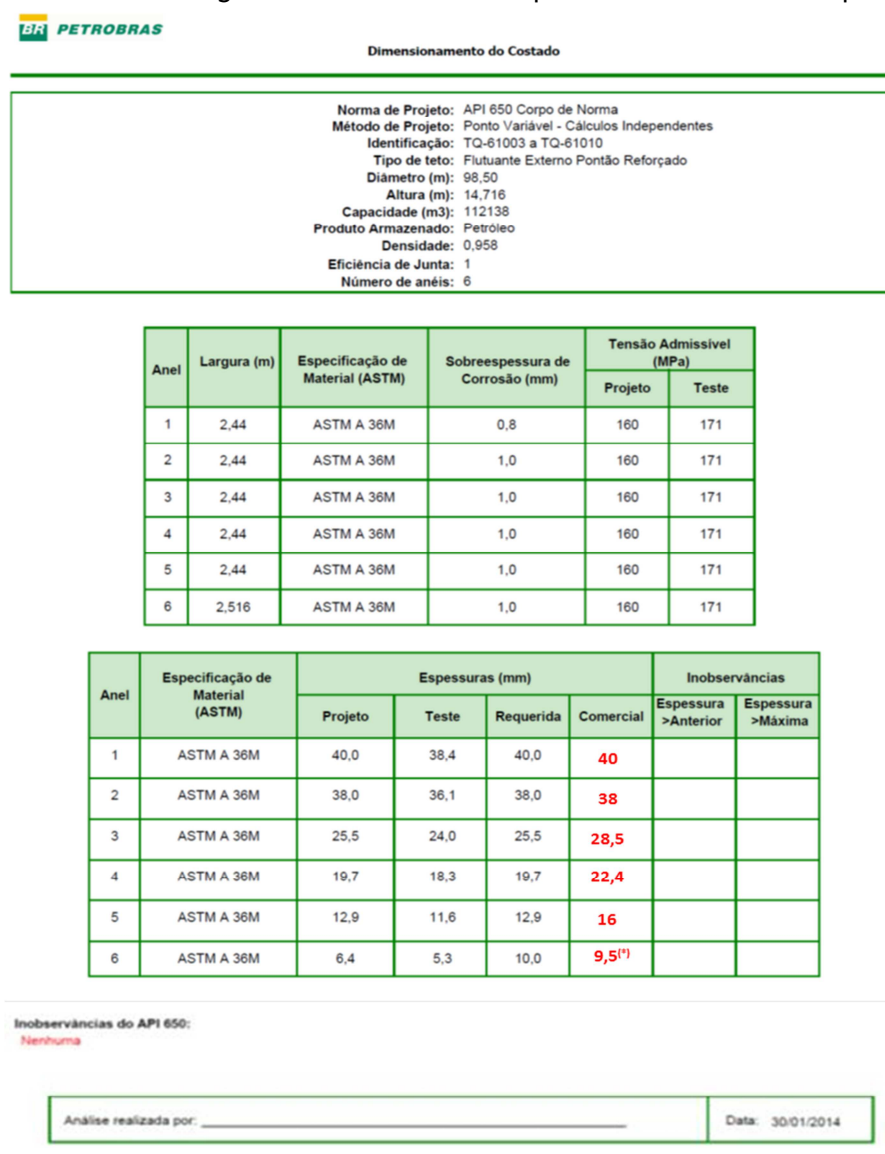 BR PETROBRAS
Dimensionamento do Costado
Norma de Projeto: API 650 Corpo de Norma
Método de Projeto: Ponto Variável - Cálculos Independentes
Identificação: TQ-61003 a TQ-61010
Tipo de teto: Flutuante Externo Pontão Reforçado
Diâmetro (m): 98,50
Altura (m): 14,716
Capacidade (m3): 112138
Produto Armazenado: Petróleo
Densidade: 0,958
Eficiência de Junta: 1
Número de anéis: 6
Anel Largura (m) Especificação de Material (ASTM) Sobreespessura de Corrosão (mm) Tensão Admissível (MPa)
Projeto Teste
1 2,44 ASTM A 36M 0,8 160 171
2 2,44 ASTM A 36M 1,0 160 171
3 2,44 ASTM A 36M 1,0 160 171
4 2,44 ASTM A 36M 1,0 160 171
5 2,44 ASTM A 36M 1,0 160 171
6 2,516 ASTM A 36M 1,0 160 171
Anel Especificação de Material (ASTM) Espessuras (mm) Inobservâncias
Projeto Teste Requerida Comercial Espessura >Anterior Espessura >Máxima
1 ASTM A 36M 40,0 38,4 40,0 40
2 ASTM A 36M 38,0 36,1 38,0 38
3 ASTM A 36M 25,5 24,0 25,5 28,5
4 ASTM A 36M 19,7 18,3 19,7 22,4
5 ASTM A 36M 12,9 11,6 12,9 16
6 ASTM A 36M 6,4 5,3 10,0 9,5(*)
Inobservâncias do API 650:
Nenhuma
Análise realizada por: Data: 30/01/2014